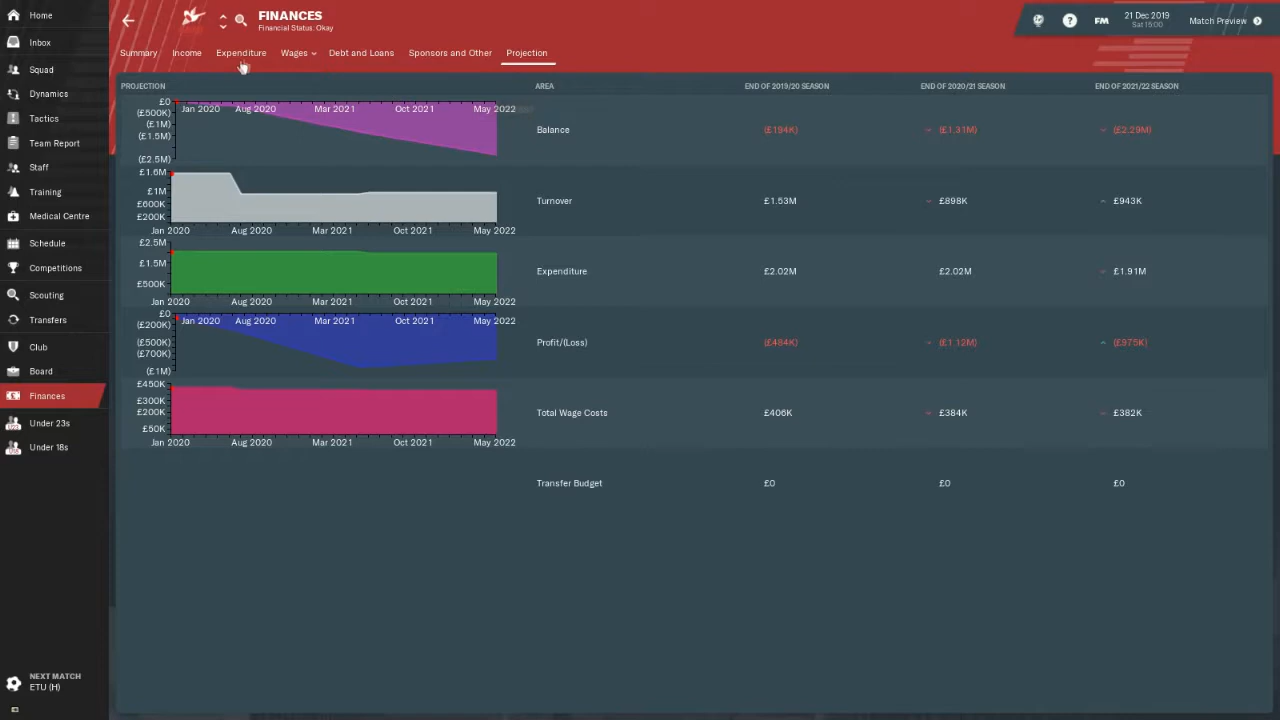 Home
Inbox
Squad
Dynamics
Tactics
Team Report
Staff
Training
Medical Centre
Schedule
Competitions
Scouting
Transfers
Club
Board
Finances
Under 23s
Under 18s
NEXT MATCH
ETU (H)
FINANCES
Financial Status: Okay
? FM 21 Dec 2019 Match Preview
Sat 15:00
Summary Income Expenditure Wages Debt and Loans Sponsors and Other Projection
PROJECTION AREA END OF 2019/20 SEASON END OF 2020/21 SEASON END OF 2021/22 SEASON
£0 Jan 2020 Aug 2020 Mar 2021 Oct 2021 May 2022
(£500K)
(£1M)
(£1.5M)
(£2.5M)
Balance (£194K) (£1.31M) (£2.29M)
£1.6M
£1M
£600K
£200K
Jan 2020 Aug 2020 Mar 2021 Oct 2021 May 2022
Turnover £1.53M £898K £943K
£2.5M
£1.5M
£500K
Jan 2020 Aug 2020 Mar 2021 Oct 2021 May 2022
Expenditure £2.02M £2.02M £1.91M
£0 Jan 2020 Aug 2020 Mar 2021 Oct 2021 May 2022
(£200K)
(£500K)
(£700K)
(£1M)
Profit/(Loss) (£484K) (£1.12M) (£975K)
£450K
£300K
£200K
£50K
Jan 2020 Aug 2020 Mar 2021 Oct 2021 May 2022
Total Wage Costs £406K £384K £382K
Transfer Budget £0 £0 £0